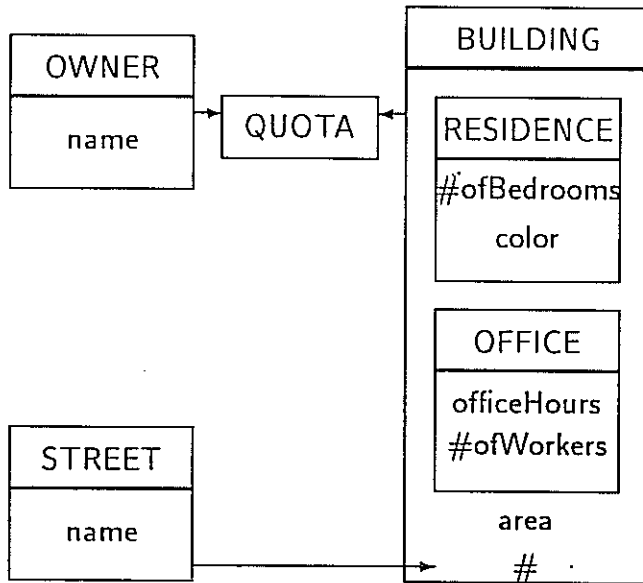 OWNER
name
QUOTA
BUILDING
RESIDENCE
#ofBedrooms
color
OFFICE
officeHours
#ofWorkers
area
#
STREET
name